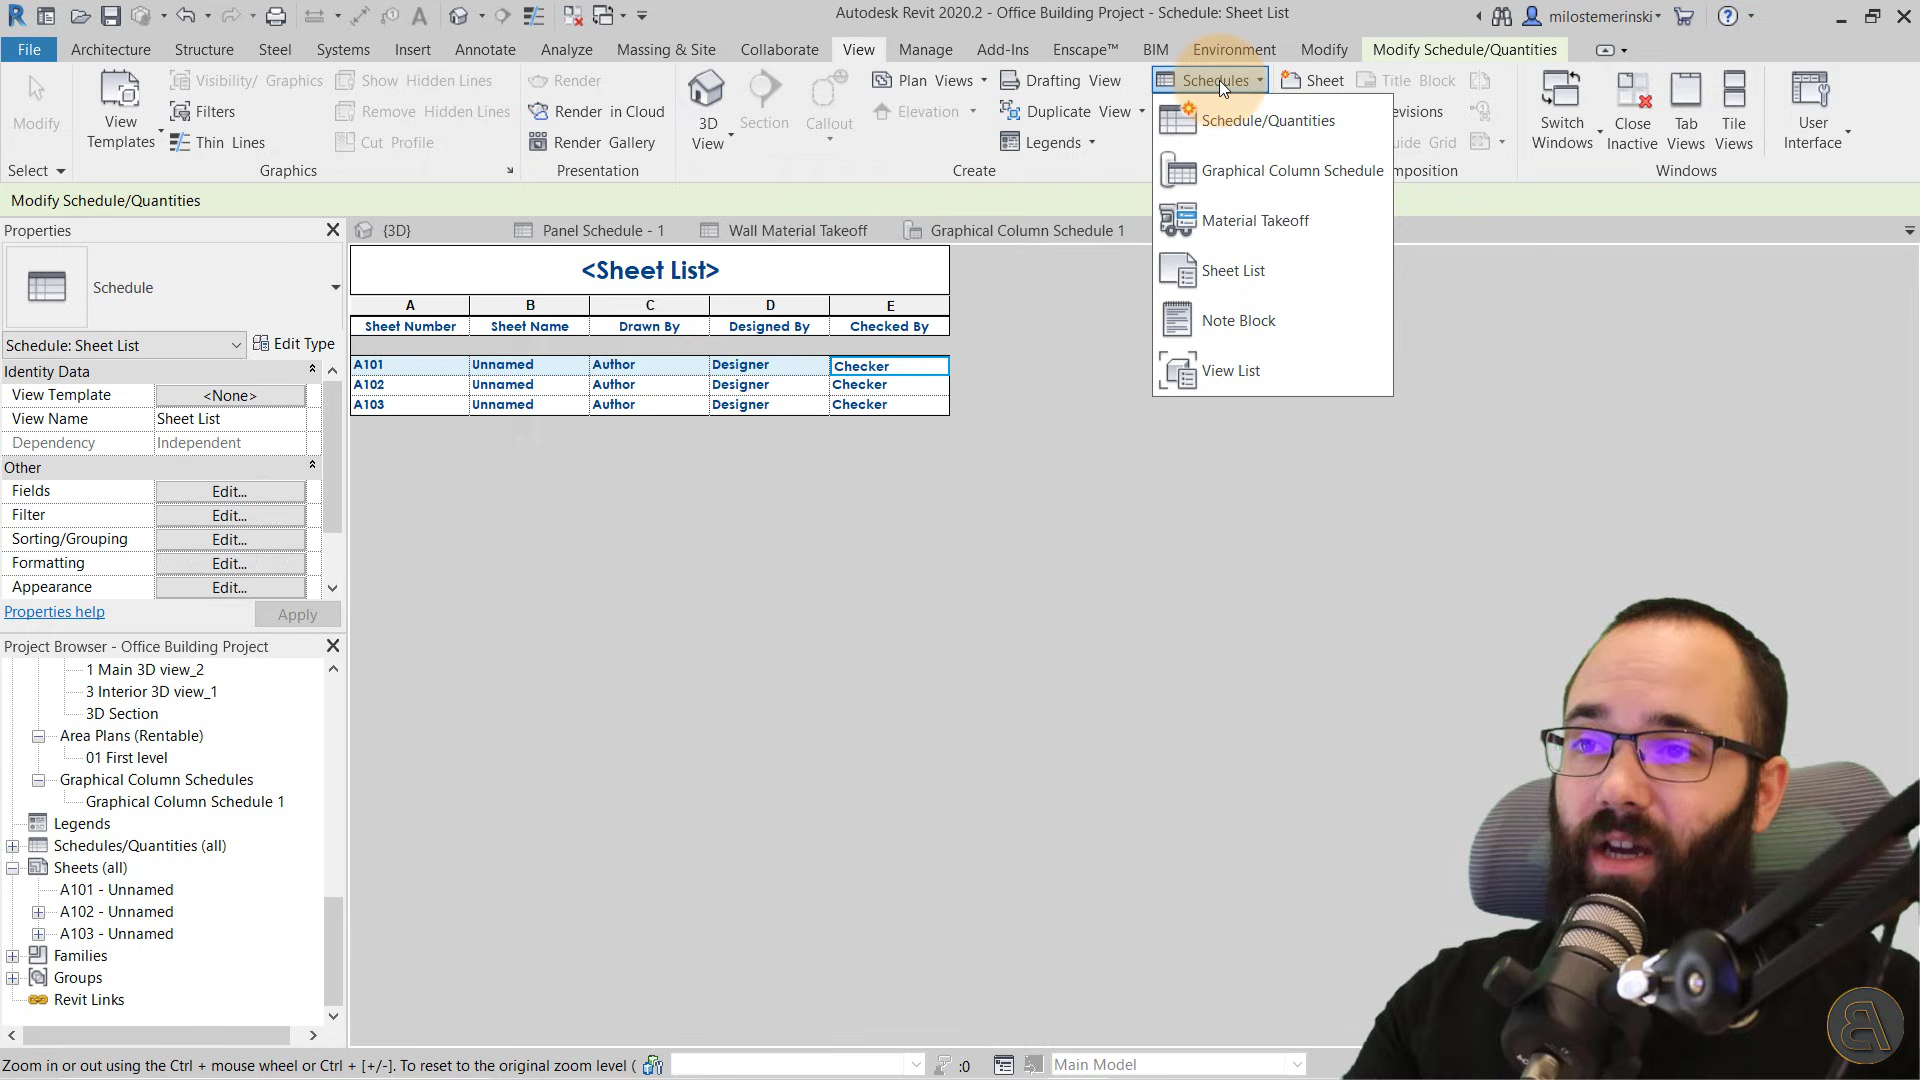 Autodesk Revit 2020.2 - Office Building Project - Schedule: Sheet List
milostemerinski
File Architecture Structure Steel Systems Insert Annotate Analyze Massing & Site Collaborate View Manage Add-Ins Enscape™ BIM Environment Modify Modify Schedule/Quantities
Modify
View Templates
Visibility/ Graphics
Filters
Thin Lines
Show Hidden Lines
Remove Hidden Lines
Cut Profile
Render
Render in Cloud
Render Gallery
3D View
Section
Callout
Plan Views
Elevation
Drafting View
Duplicate View
Legends
Schedules
Sheet
Title Block
evisions
uide Grid
Switch Windows
Close Inactive
Tab Views
Tile Views
User Interface
Select Graphics Presentation Create mposition Windows
Schedule/Quantities
Graphical Column Schedule
Material Takeoff
Sheet List
Note Block
View List
Modify Schedule/Quantities
Properties
{3D} Panel Schedule - 1 Wall Material Takeoff Graphical Column Schedule 1
Schedule
Schedule: Sheet List Edit Type
Identity Data
View Template <None>
View Name Sheet List
Dependency Independent
Other
Fields Edit...
Filter Edit...
Sorting/Grouping Edit...
Formatting Edit...
Appearance Edit...
Properties help Apply
<Sheet List>
A B C D E
Sheet Number Sheet Name Drawn By Designed By Checked By
A101 Unnamed Author Designer Checker
A102 Unnamed Author Designer Checker
A103 Unnamed Author Designer Checker
Project Browser - Office Building Project
1 Main 3D view_2
3 Interior 3D view_1
3D Section
Area Plans (Rentable)
01 First level
Graphical Column Schedules
Graphical Column Schedule 1
Legends
Schedules/Quantities (all)
Sheets (all)
A101 - Unnamed
A102 - Unnamed
A103 - Unnamed
Families
Groups
Revit Links
Zoom in or out using the Ctrl + mouse wheel or Ctrl + [+/-]. To reset to the original zoom level (
:0
Main Model